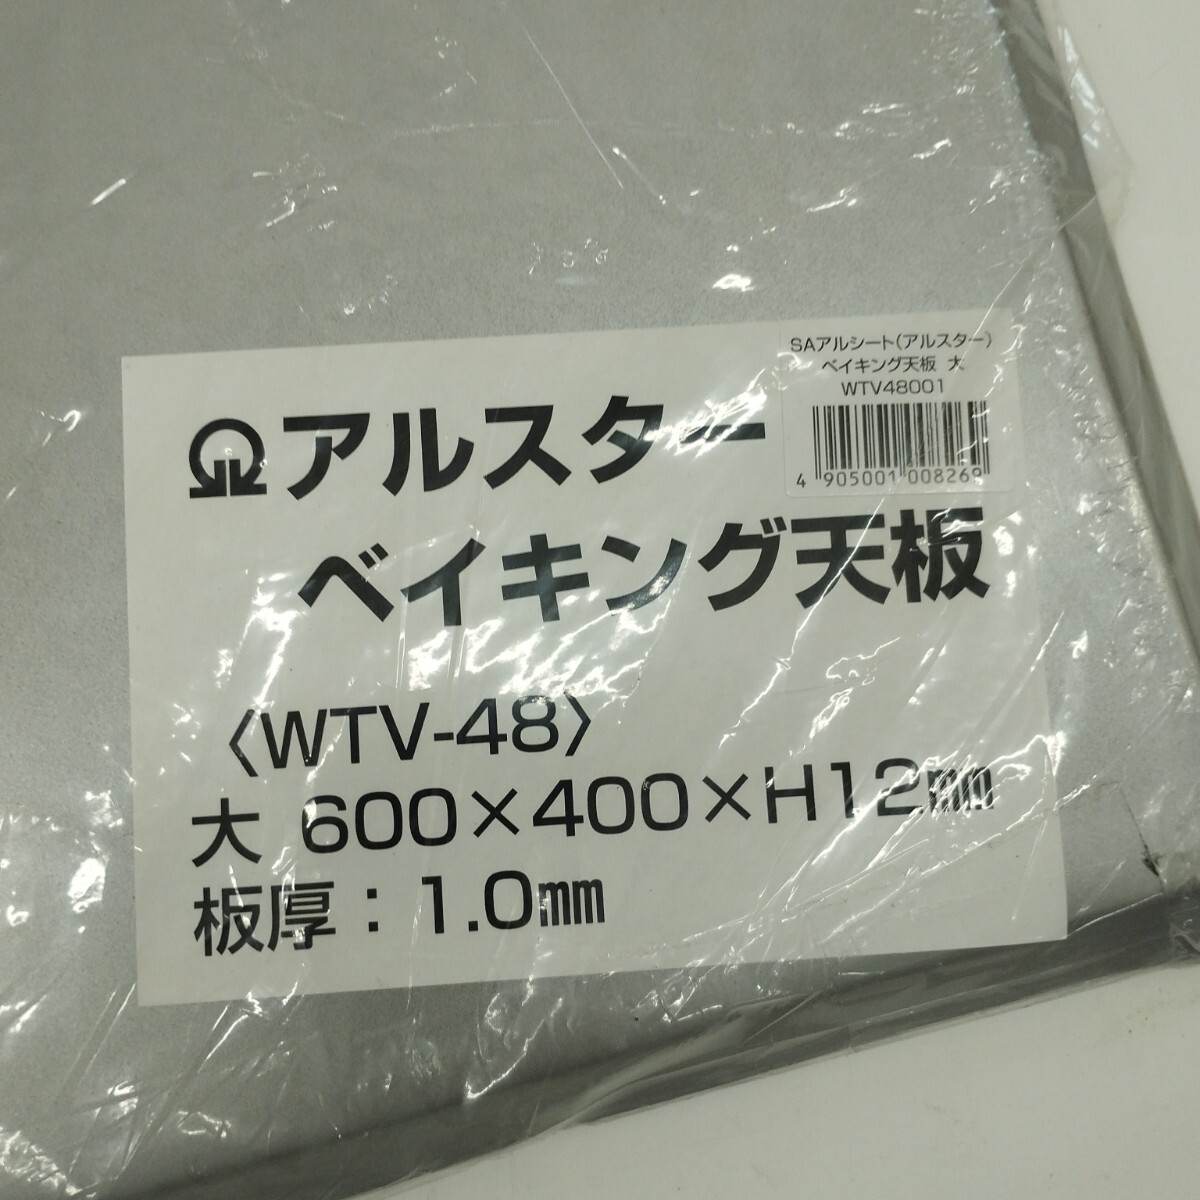 SAアルシート(アルスター)
ベイキング天板 大
WTV48001
4 905001 008269
アルスター
ベイキング天板
〈WTV-48〉
大 600×400×H12㎜
板厚：1.0㎜